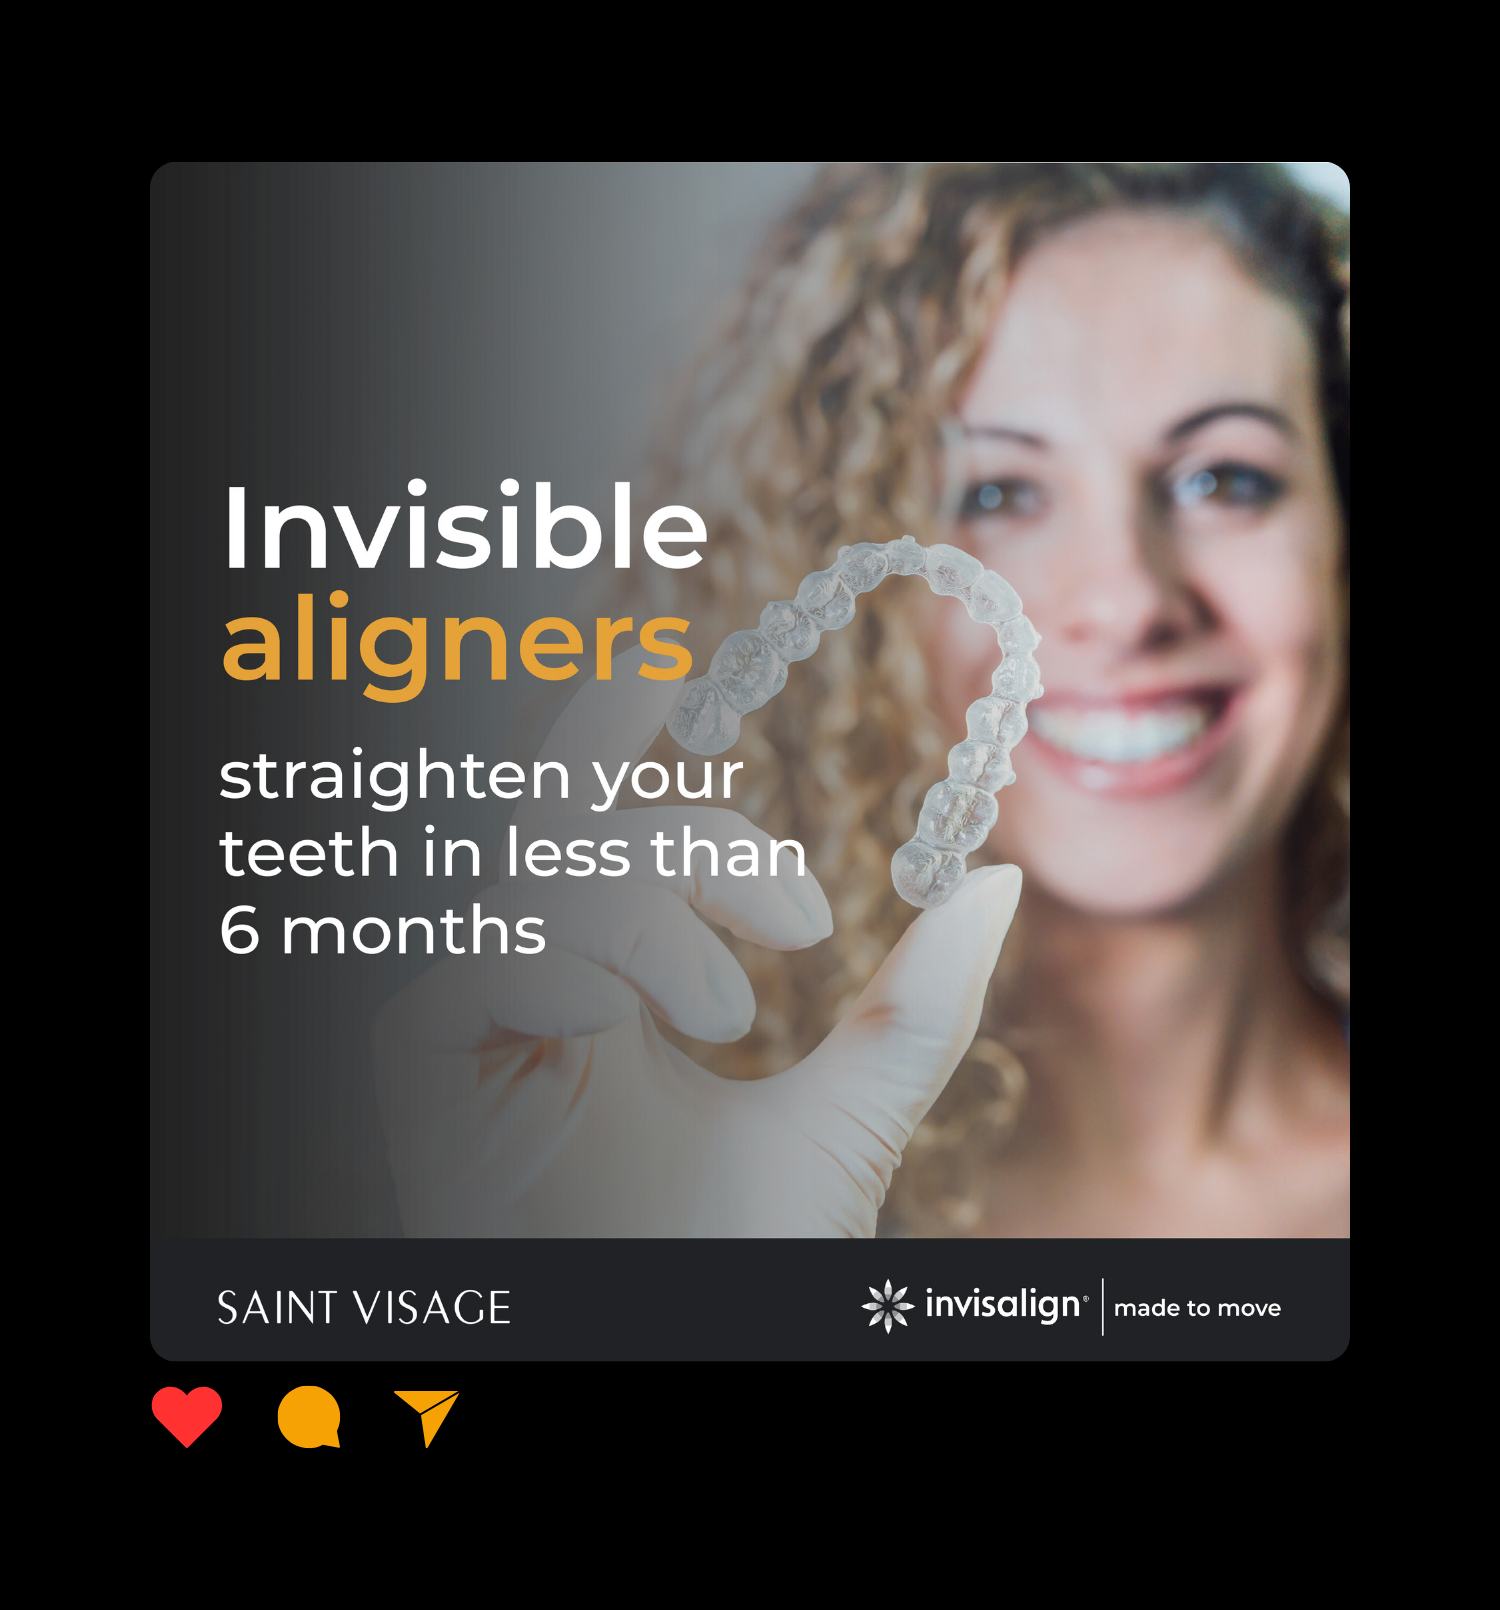 Invisible
aligners
straighten your
teeth in less than
6 months
SAINT VISAGE
invisalign® | made to move